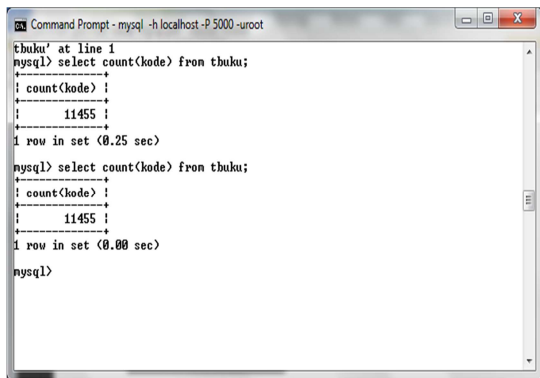 Command Prompt - mysql -h localhost -P 5000 -uroot
tbuku' at line 1
mysql> select count(kode) from tbuku;
+-------------+
| count(kode) |
+-------------+
|       11455 |
+-------------+
1 row in set (0.25 sec)
mysql> select count(kode) from tbuku;
+-------------+
| count(kode) |
+-------------+
|       11455 |
+-------------+
1 row in set (0.00 sec)
mysql>